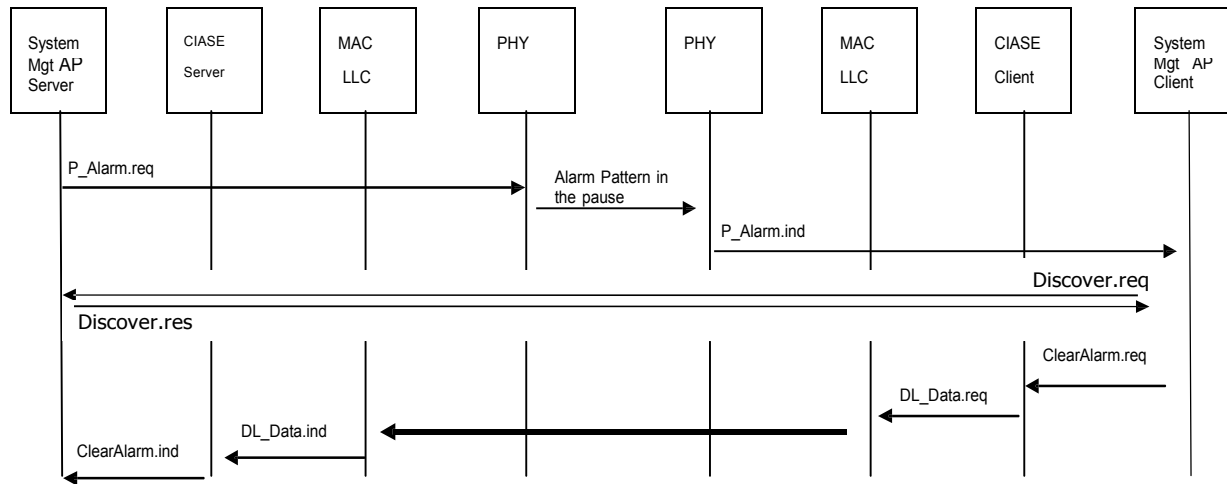 System
Mgt AP
Server
CIASE
Server
MAC
LLC
PHY
PHY
MAC
LLC
CIASE
Client
System
Mgt AP
Client
P_Alarm.req
Alarm Pattern in
the pause
P_Alarm.ind
Discover.req
Discover.res
ClearAlarm.req
DL_Data.req
DL_Data.ind
ClearAlarm.ind